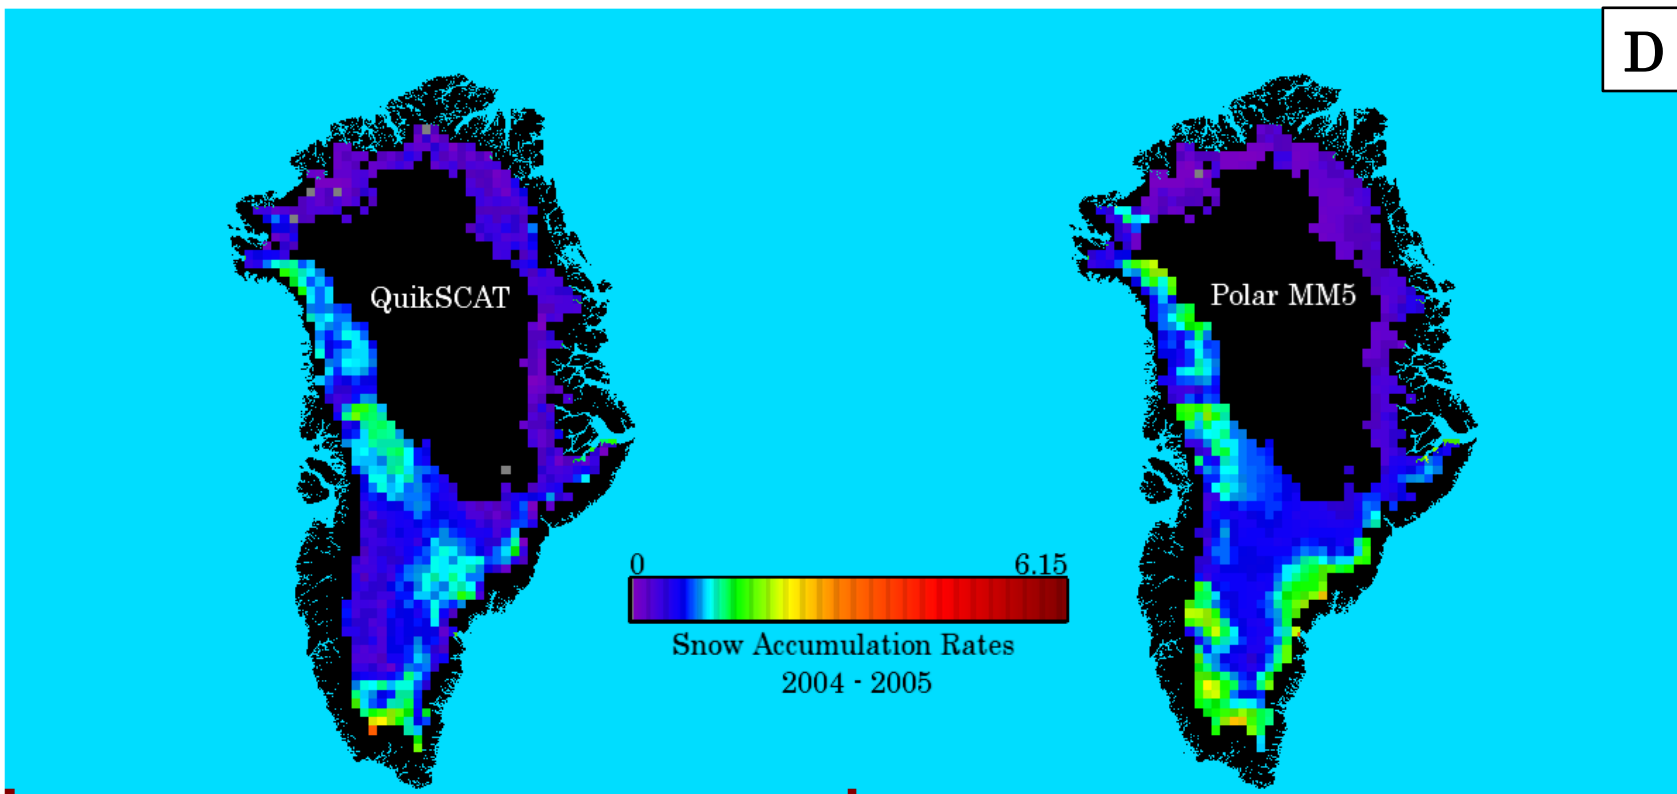 D
QuikSCAT
Polar MM5
0 6.15
Snow Accumulation Rates
2004 - 2005